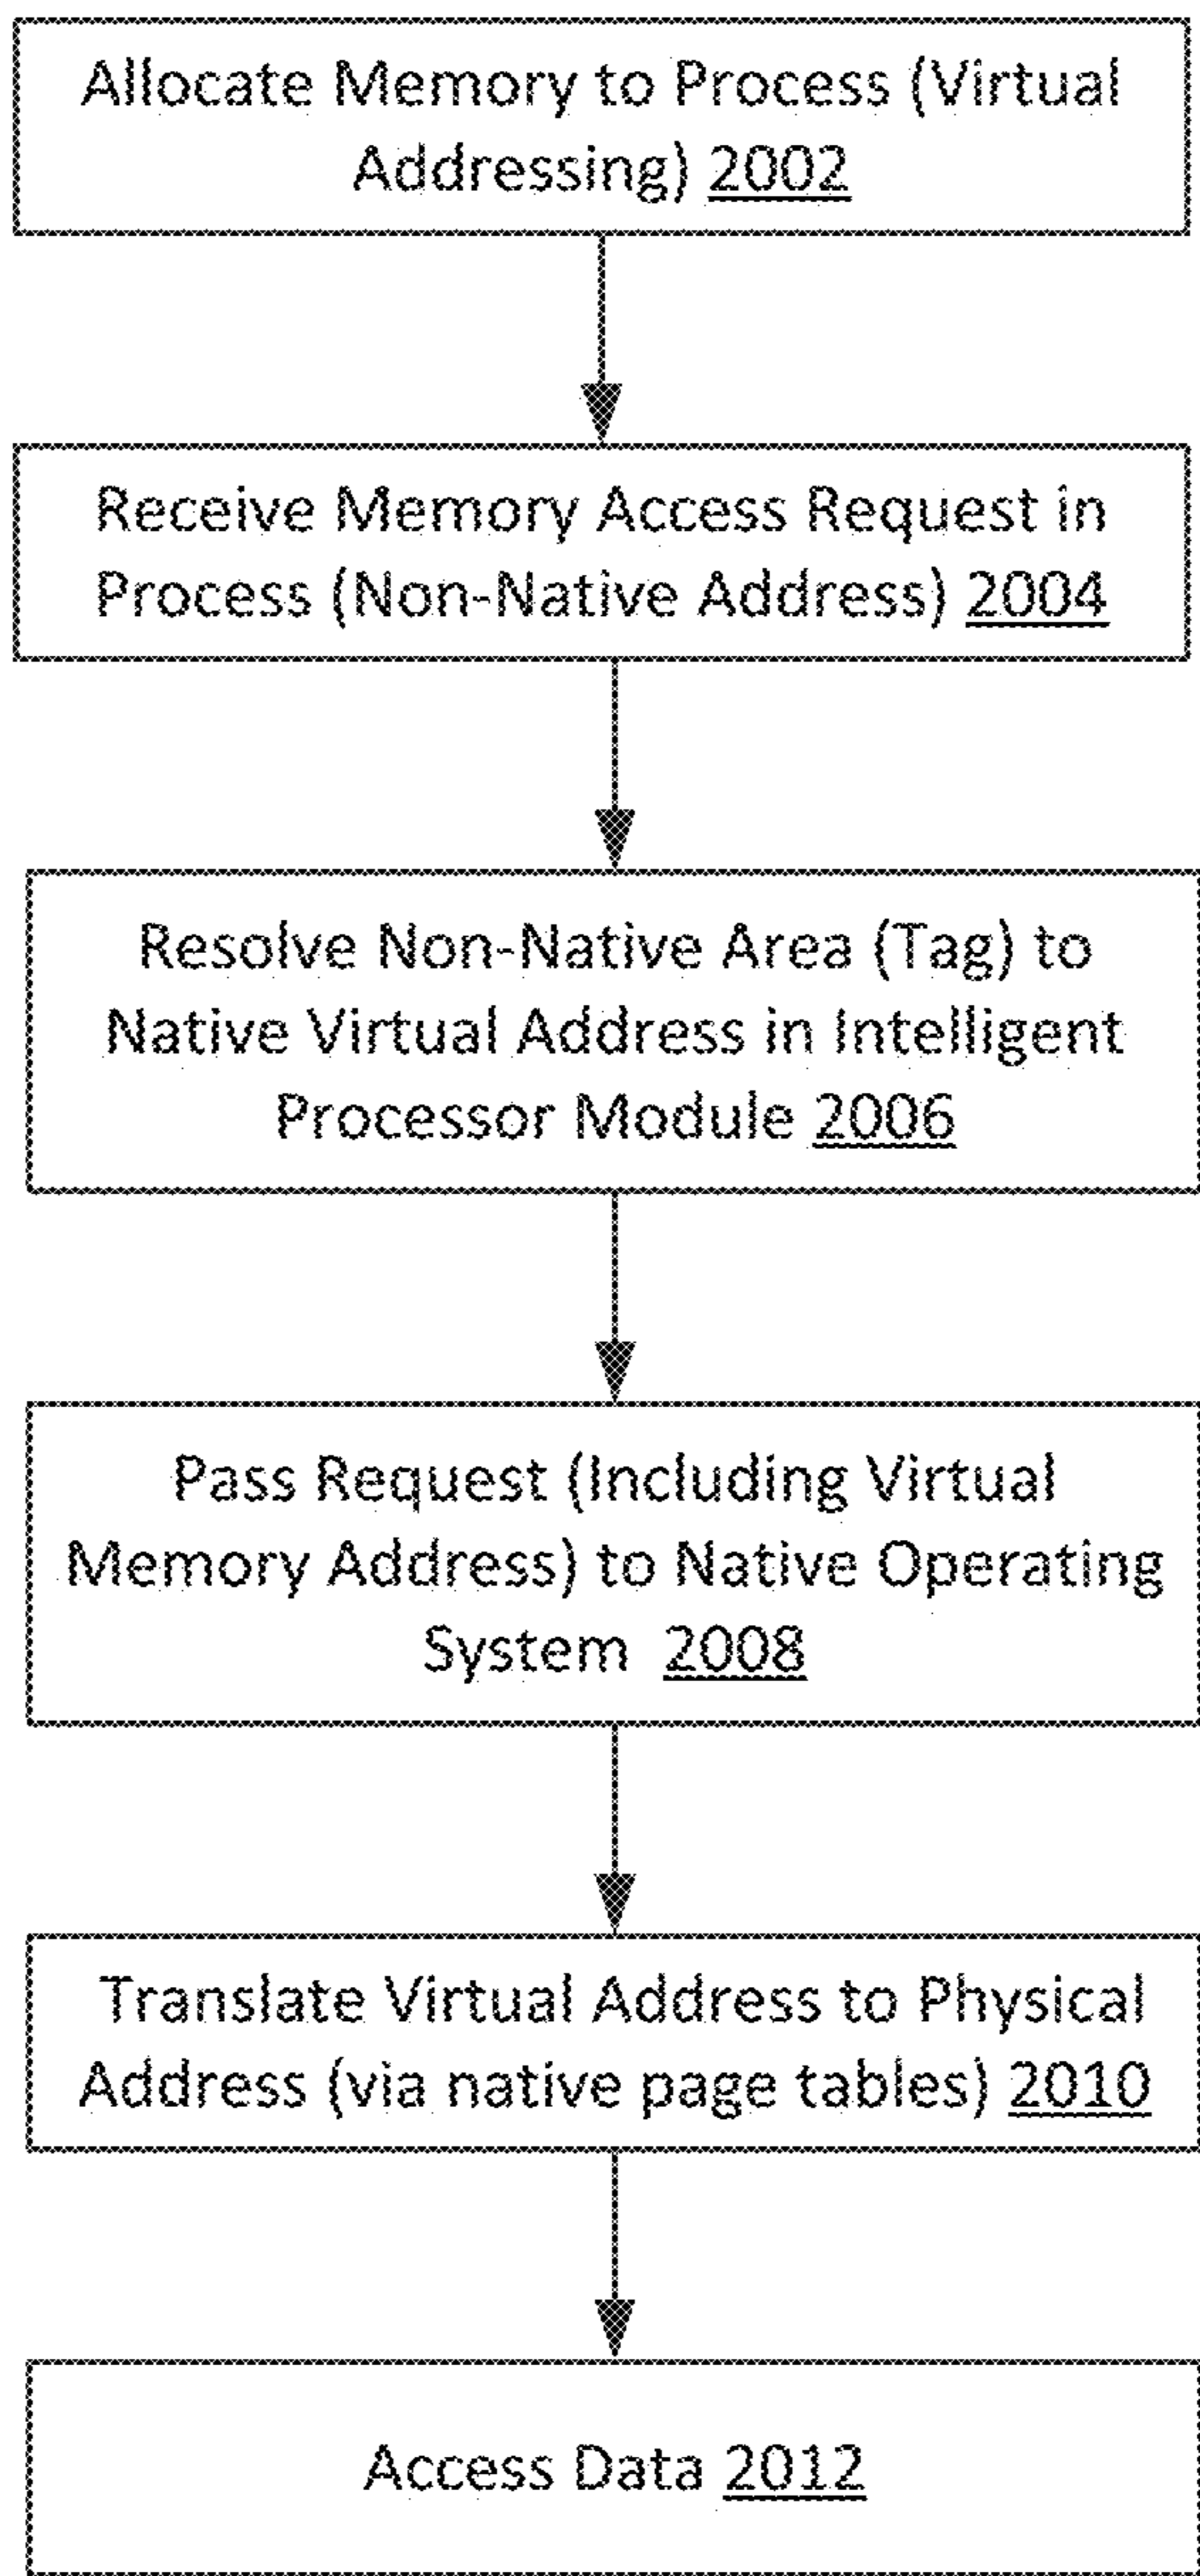 Allocate Memory to Process (Virtual
Addressing) 2002
Receive Memory Access Request in
Process (Non-Native Address) 2004
Resolve Non-Native Area (Tag) to
Native Virtual Address in Intelligent
Processor Module 2006
Pass Request (Including Virtual
Memory Address) to Native Operating
System 2008
Translate Virtual Address to Physical
Address (via native page tables) 2010
Access Data 2012